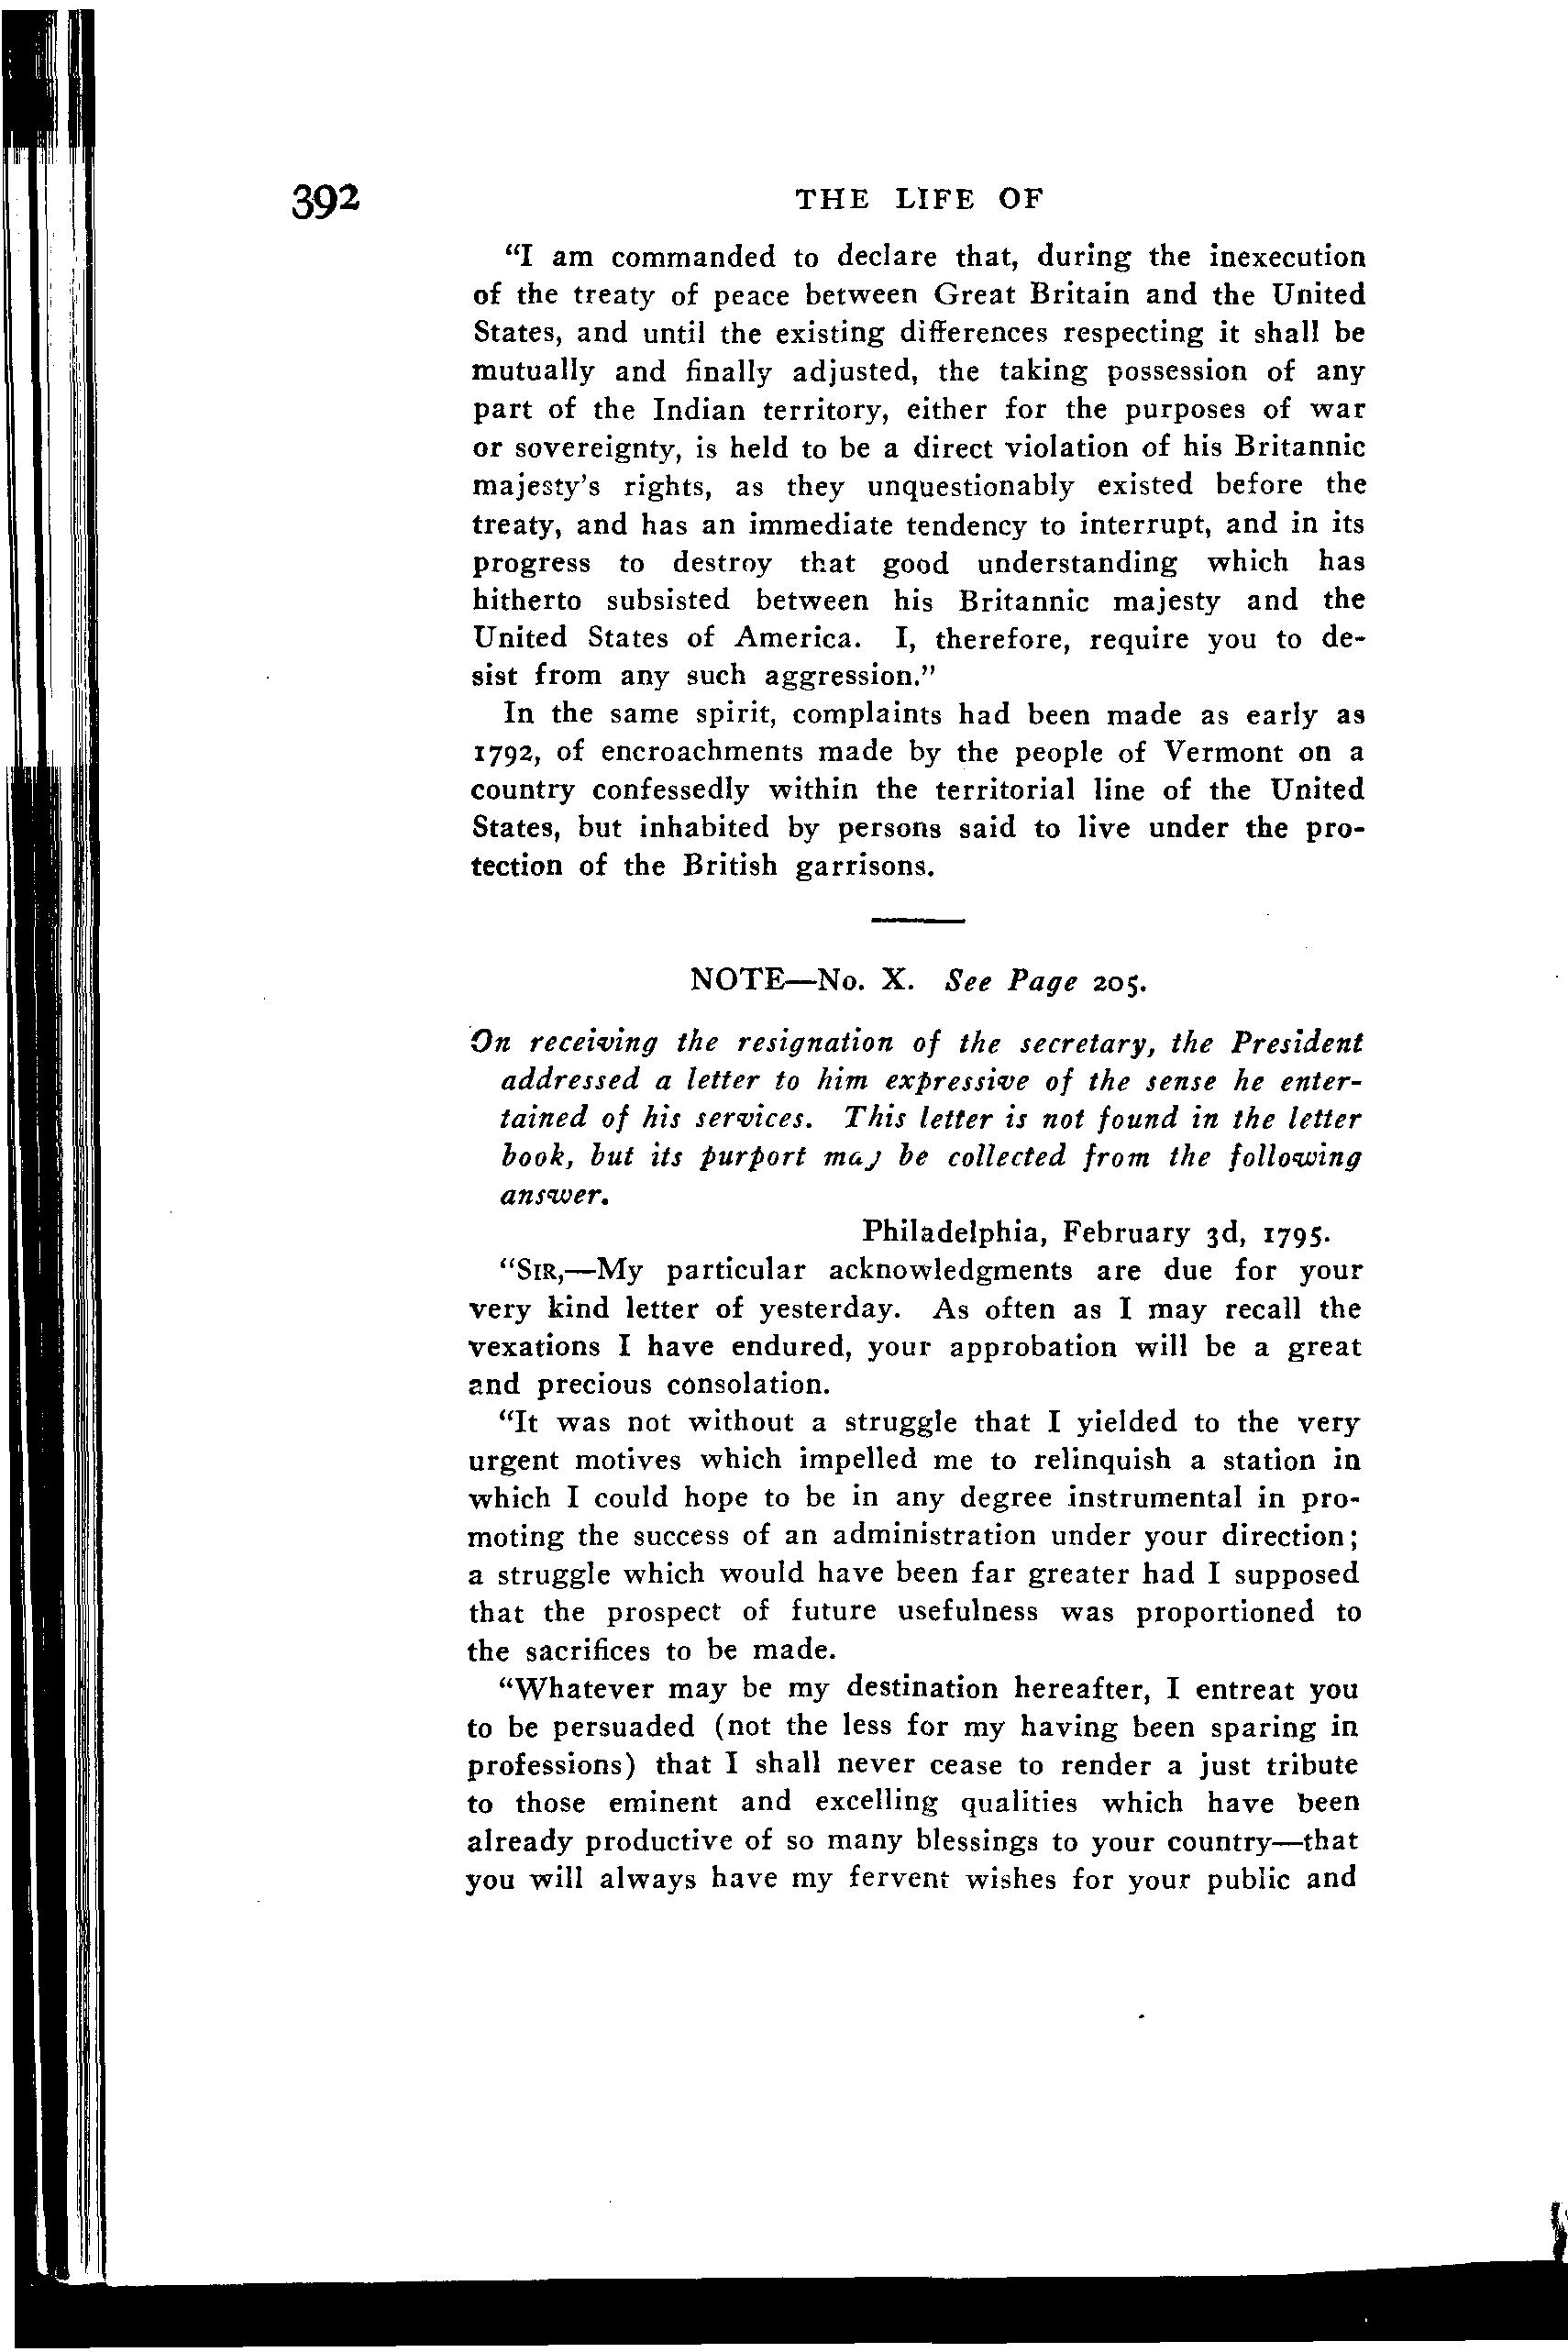 392 THE LIFE OF
"I am commanded to declare that, during the inexecution
of the treaty of peace between Great Britain and the United
States, and until the existing differences respecting it shall be
mutually and finally adjusted, the taking possession of any
part of the Indian territory, either for the purposes of war
or sovereignty, is held to be a direct violation of his Britannic
majesty's rights, as they unquestionably existed before the
treaty, and has an immediate tendency to interrupt, and in its
progress to destroy that good understanding which has
hitherto subsisted between his Britannic majesty and the
United States of America. I, therefore, require you to de-
sist from any such aggression."
In the same spirit, complaints had been made as early as
1792, of encroachments made by the people of Vermont on a
country confessedly within the territorial line of the United
States, but inhabited by persons said to live under the pro-
tection of the British garrisons.
NOTE—No. X. See Page 205.
On receiving the resignation of the secretary, the President
addressed a letter to him expressive of the sense he enter-
tained of his services. This letter is not found in the letter
book, but its purport may be collected from the following
answer.
Philadelphia, February 3d, 1795.
"SIR,—My particular acknowledgments are due for your
very kind letter of yesterday. As often as I may recall the
vexations I have endured, your approbation will be a great
and precious consolation.
"It was not without a struggle that I yielded to the very
urgent motives which impelled me to relinquish a station in
which I could hope to be in any degree instrumental in pro-
moting the success of an administration under your direction;
a struggle which would have been far greater had I supposed
that the prospect of future usefulness was proportioned to
the sacrifices to be made.
"Whatever may be my destination hereafter, I entreat you
to be persuaded (not the less for my having been sparing in
professions) that I shall never cease to render a just tribute
to those eminent and excelling qualities which have been
already productive of so many blessings to your country—that
you will always have my fervent wishes for your public and